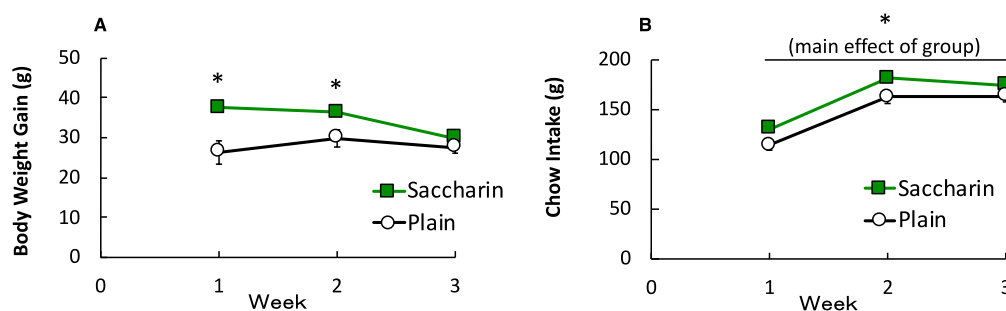 A
Body Weight Gain (g)
50
40
30
20
10
0
*
*
Saccharin
Plain
0 1 2 3
Week
B
Chow Intake (g)
200
150
100
50
0
*
(main effect of group)
Saccharin
Plain
0 1 2 3
Week